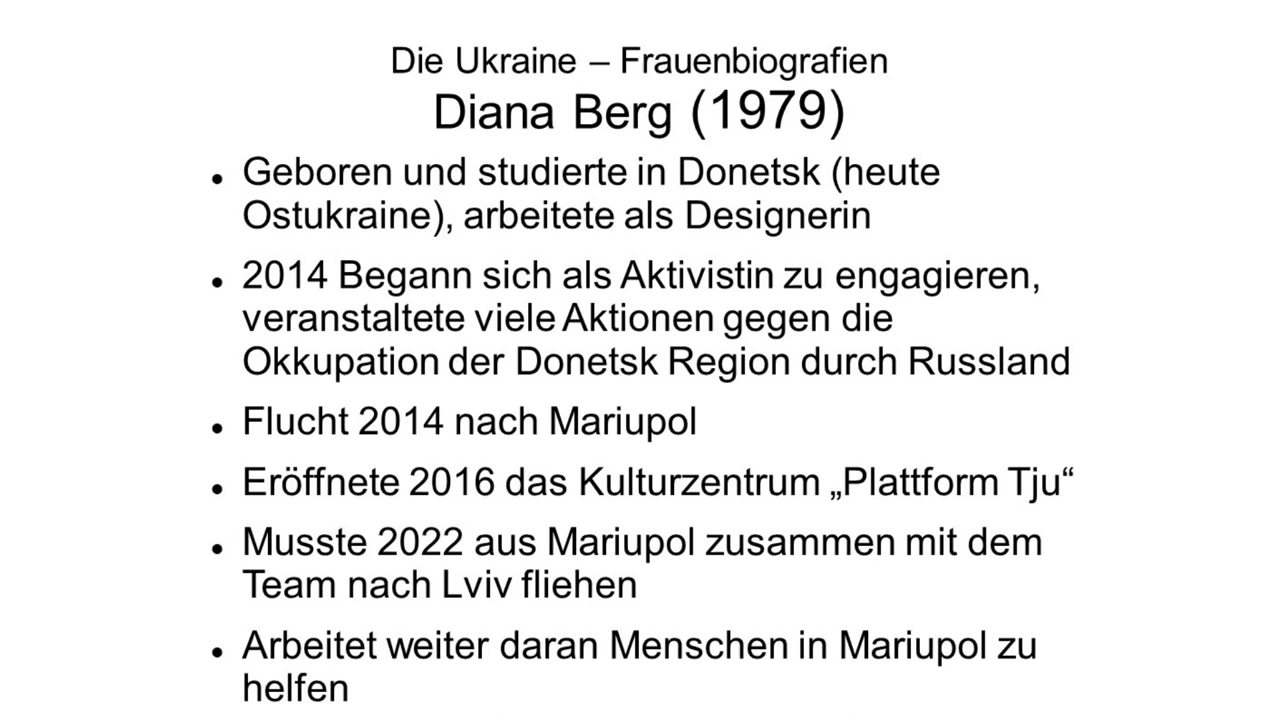 Die Ukraine – Frauenbiografien
Diana Berg (1979)
● Geboren und studierte in Donetsk (heute
Ostukraine), arbeitete als Designerin
● 2014 Begann sich als Aktivistin zu engagieren,
veranstaltete viele Aktionen gegen die
Okkupation der Donetsk Region durch Russland
● Flucht 2014 nach Mariupol
● Eröffnete 2016 das Kulturzentrum „Plattform Tju“
● Musste 2022 aus Mariupol zusammen mit dem
Team nach Lviv fliehen
● Arbeitet weiter daran Menschen in Mariupol zu
helfen